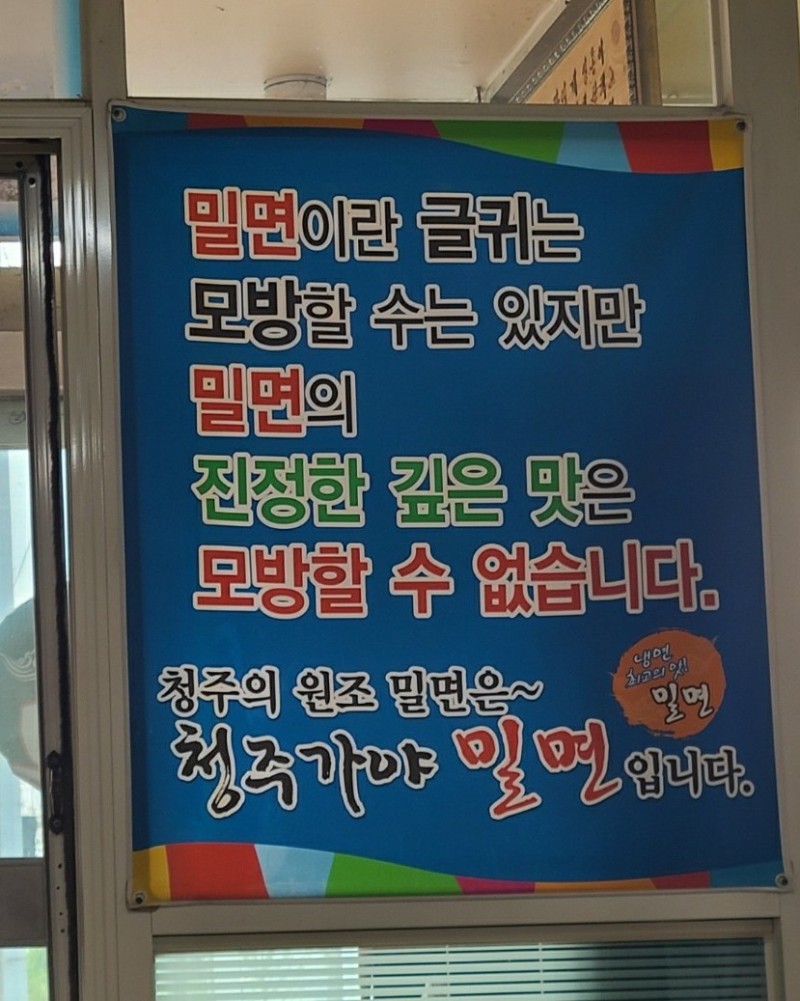 밀면이란 글귀는
모방할 수는 있지만
밀면의
진정한 깊은 맛은
모방할 수 없습니다.
냉면
최고의 맛!
밀면
청주의 원조 밀면은~
청주가야 밀면 입니다.